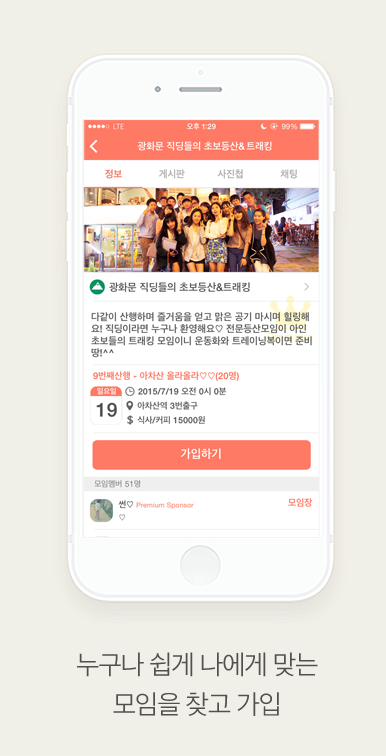 LTE 오후 1:29 99%
광화문 직딩들의 초보등산&트래킹
정보 게시판 사진첩 채팅
광화문 직딩들의 초보등산&트래킹
다같이 산행하며 즐거움을 얻고 맑은 공기 마시며 힐링해
요! 직딩이라면 누구나 환영해요♡ 전문등산모임이 아인
초보들의 트래킹 모임이니 운동화와 트레이닝복이면 준비
땅!^^
9번째산행 - 아차산 올라올라♡♡(20명)
일요일
19
2015/7/19 오전 0시 0분
아차산역 3번출구
$ 식사/커피 15000원
가입하기
모임멤버 51명
썬♡ Premium Sponsor 모임장
♡
누구나 쉽게 나에게 맞는
모임을 찾고 가입